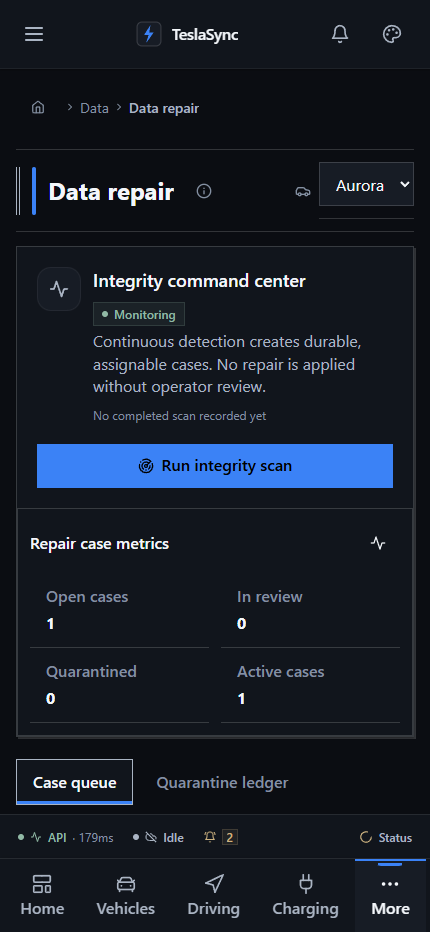 TeslaSync
Data
Data repair
Data repair
Aurora
Integrity command center
Monitoring
Continuous detection creates durable,
assignable cases. No repair is applied
without operator review.
No completed scan recorded yet
Run integrity scan
Repair case metrics
Open cases
In review
1
0
Quarantined
Active cases
0
1
Case queue
Quarantine ledger
API · 179ms
Idle
2
Status
Home
Vehicles
Driving
Charging
More